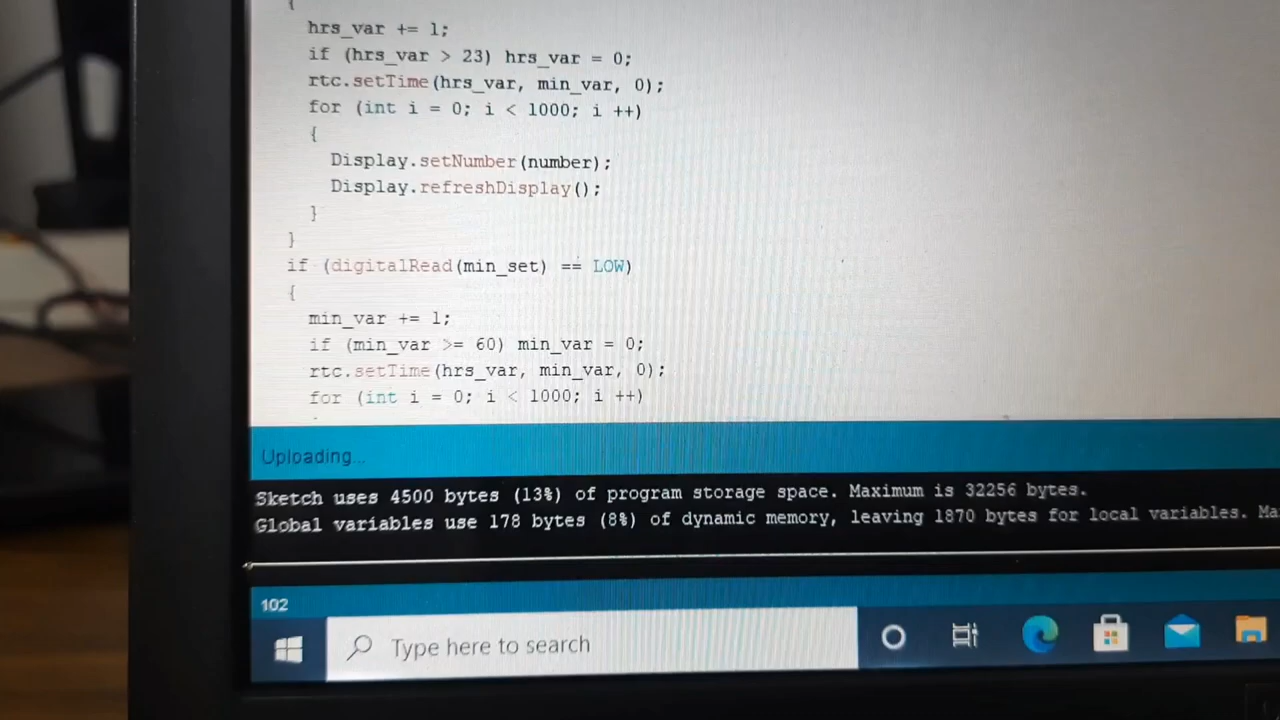 {
hrs_var += 1;
if (hrs_var > 23) hrs_var = 0;
rtc.setTime(hrs_var, min_var, 0);
for (int i = 0; i < 1000; i ++)
{
Display.setNumber(number);
Display.refreshDisplay();
}
}
if (digitalRead(min_set) == LOW)
{
min_var += 1;
if (min_var >= 60) min_var = 0;
rtc.setTime(hrs_var, min_var, 0);
for (int i = 0; i < 1000; i ++)
Uploading...
Sketch uses 4500 bytes (13%) of program storage space. Maximum is 32256 bytes.
Global variables use 178 bytes (8%) of dynamic memory, leaving 1870 bytes for local variables. Ma
102
Type here to search